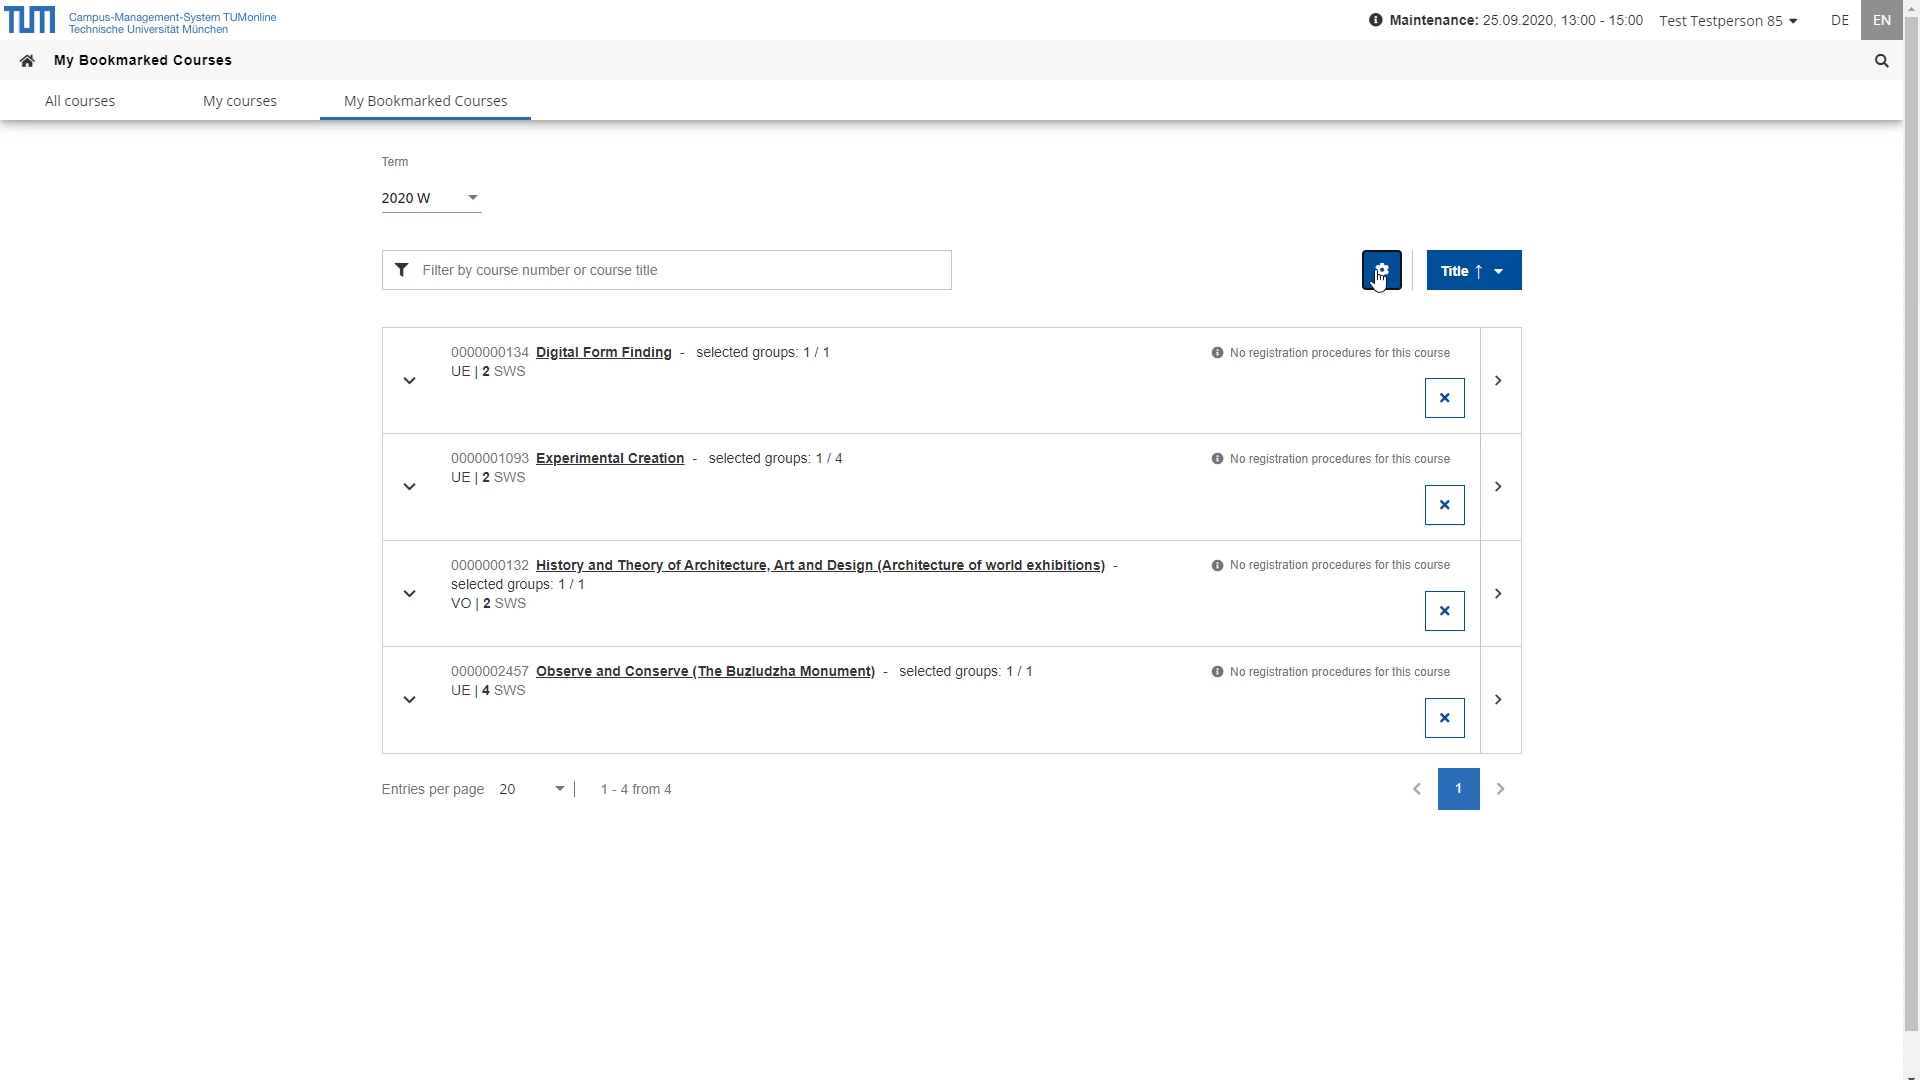 TUM Campus-Management-System TUMonline
Technische Universität München
Maintenance: 25.09.2020, 13:00 - 15:00 Test Testperson 85 DE EN
My Bookmarked Courses
All courses My courses My Bookmarked Courses
Term
2020 W
Filter by course number or course title
Title ↑
0000000134 Digital Form Finding - selected groups: 1 / 1 No registration procedures for this course
UE | 2 SWS
0000001093 Experimental Creation - selected groups: 1 / 4 No registration procedures for this course
UE | 2 SWS
0000000132 History and Theory of Architecture, Art and Design (Architecture of world exhibitions) - No registration procedures for this course
selected groups: 1 / 1
VO | 2 SWS
0000002457 Observe and Conserve (The Buzludzha Monument) - selected groups: 1 / 1 No registration procedures for this course
UE | 4 SWS
Entries per page 20 1 - 4 from 4 1